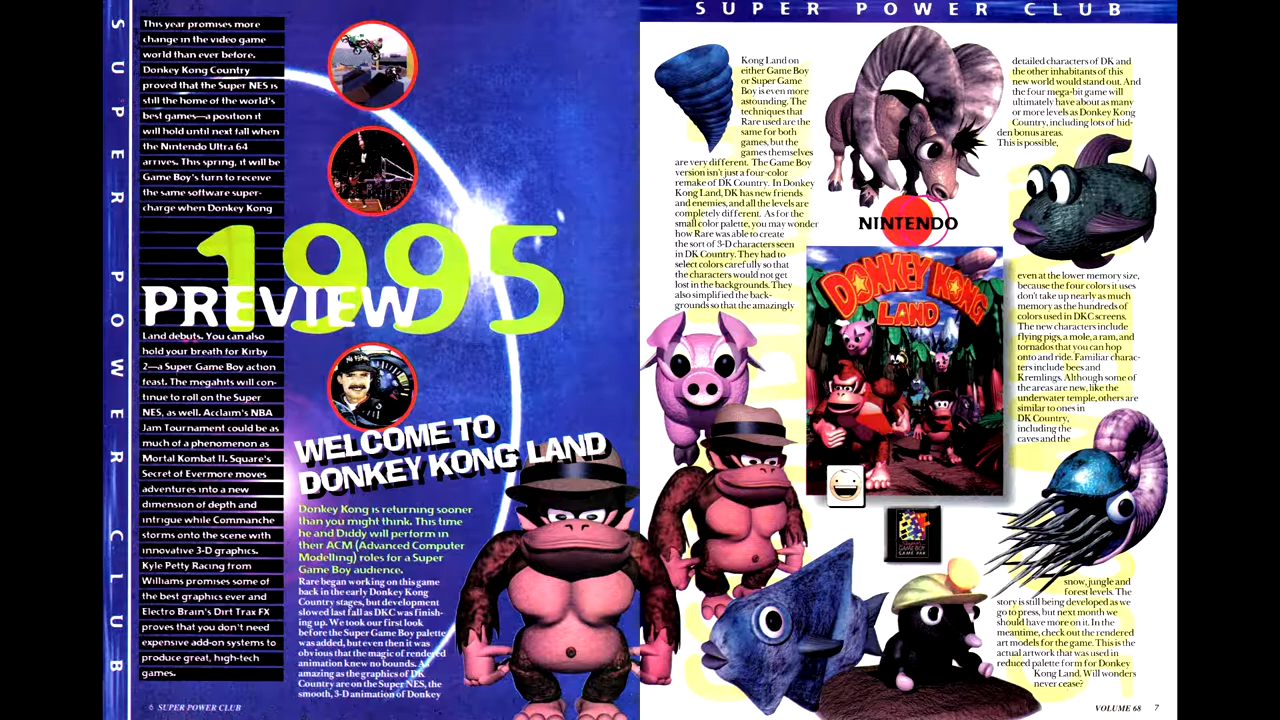 SUPER POWER CLUB
This year promises more
change in the video game
world than ever before.
Donkey Kong Country
proved that the Super NES is
still the home of the world's
best games—a position it
will hold until next fall when
the Nintendo Ultra 64
arrives. This spring, it will be
Game Boy's turn to receive
the same software super-
charge when Donkey Kong
1995
PREVIEW
Land debuts. You can also
hold your breath for Kirby
2—a Super Game Boy action
feast. The megahits will con-
tinue to roll on the Super
NES, as well. Acclaim's NBA
Jam Tournament could be as
much of a phenomenon as
Mortal Kombat II. Square's
Secret of Evermore moves
adventures into a new
dimension of depth and
intrigue while Commanche
storms onto the scene with
innovative 3-D graphics.
Kyle Petty Racing from
Williams promises some of
the best graphics ever and
Electro Brain's Dirt Trax FX
proves that you don't need
expensive add-on systems to
produce great, high-tech
games.
WELCOME TO
DONKEY KONG LAND
Donkey Kong is returning sooner
than you might think. This time
he and Diddy will perform in
their ACM (Advanced Computer
Modelling) roles for a Super
Game Boy audience.
Rare began working on this game
back in the early Donkey Kong
Country stages, but development
slowed last fall as DKC was finish-
ing up. We took our first look
before the Super Game Boy palette
was added, but even then it was
obvious that the magic of rendered
animation knew no bounds. As
amazing as the graphics of DK
Country are on the Super NES, the
smooth, 3-D animation of Donkey
6 SUPER POWER CLUB
SUPER POWER CLUB
Kong Land on
either Game Boy
or Super Game
Boy is even more
astounding. The
techniques that
Rare used are the
same for both
games, but the
games themselves
are very different. The Game Boy
version isn't just a four-color
remake of DK Country. In Donkey
Kong Land, DK has new friends
and enemies, and all the levels are
completely different. As for the
small color palette, you may wonder
how Rare was able to create
the sort of 3-D characters seen
in DK Country. They had to
select colors carefully so that
the characters would not get
lost in the backgrounds. They
also simplified the back-
grounds so that the amazingly
NINTENDO
DONKEY KONG
LAND
GAME BOY
GAME PAK
detailed characters of DK and
the other inhabitants of this
new world would stand out. And
the four mega-bit game will
ultimately have about as many
or more levels as Donkey Kong
Country, including lots of hid-
den bonus areas.
This is possible,
even at the lower memory size,
because the four colors it uses
don't take up nearly as much
memory as the hundreds of
colors used in DKC screens.
The new characters include
flying pigs, a mole, a ram, and
tornados that you can hop
onto and ride. Familiar charac-
ters include bees and
Kremlings. Although some of
the areas are new, like the
underwater temple, others are
similar to ones in
DK Country,
including the
caves and the
snow, jungle and
forest levels. The
story is still being developed as we
go to press, but next month we
should have more on it. In the
meantime, check out the rendered
art models for the game. This is the
actual artwork that was used in
reduced palette form for Donkey
Kong Land. Will wonders
never cease?
VOLUME 68 7